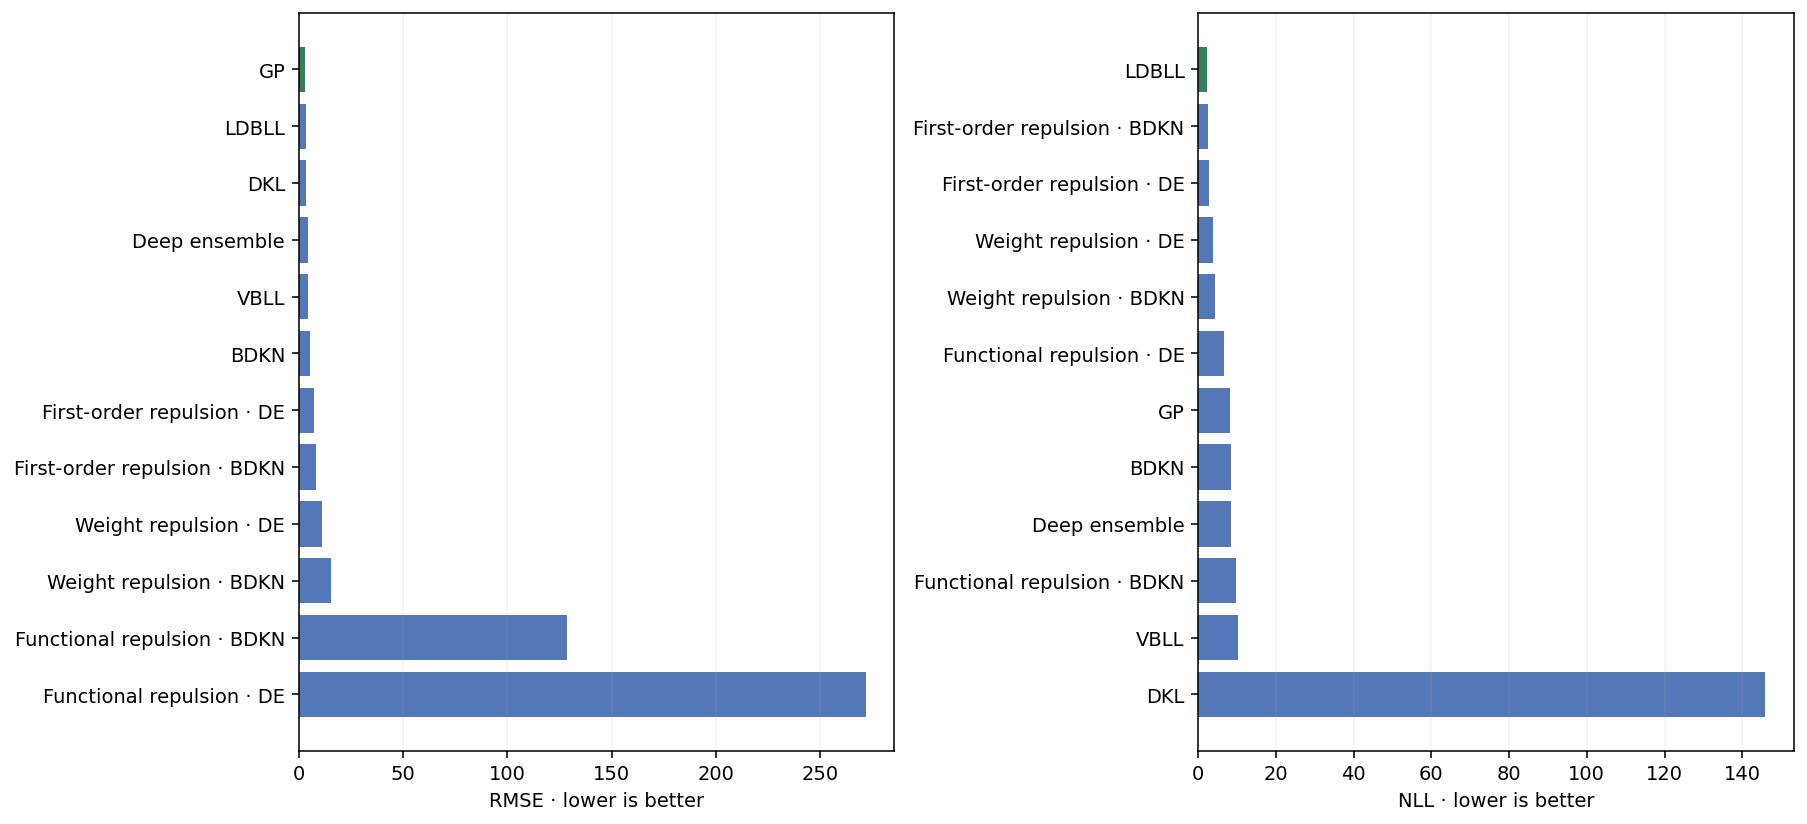 GP
LDBLL
DKL
Deep ensemble
VBLL
BDKN
First-order repulsion · DE
First-order repulsion · BDKN
Weight repulsion · DE
Weight repulsion · BDKN
Functional repulsion · BDKN
Functional repulsion · DE
0 50 100 150 200 250
RMSE · lower is better
LDBLL
First-order repulsion · BDKN
First-order repulsion · DE
Weight repulsion · DE
Weight repulsion · BDKN
Functional repulsion · DE
GP
BDKN
Deep ensemble
Functional repulsion · BDKN
VBLL
DKL
0 20 40 60 80 100 120 140
NLL · lower is better